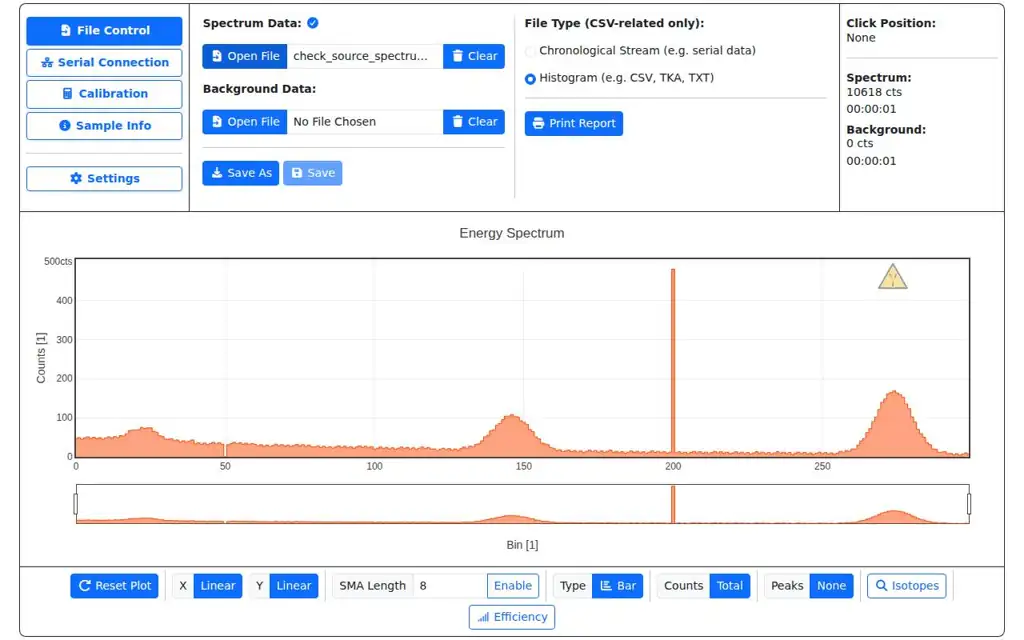 File Control
Serial Connection
Calibration
Sample Info
Settings
Spectrum Data:
Open File check_source_spectru... Clear
Background Data:
Open File No File Chosen Clear
Save As Save
File Type (CSV-related only):
Chronological Stream (e.g. serial data)
Histogram (e.g. CSV, TKA, TXT)
Print Report
Click Position:
None
Spectrum:
10618 cts
00:00:01
Background:
0 cts
00:00:01
Energy Spectrum
500cts
400
300
200
100
0
Counts [1]
0 50 100 150 200 250
Bin [1]
Reset Plot X Linear Y Linear SMA Length 8 Enable Type Bar Counts Total Peaks None Isotopes
Efficiency